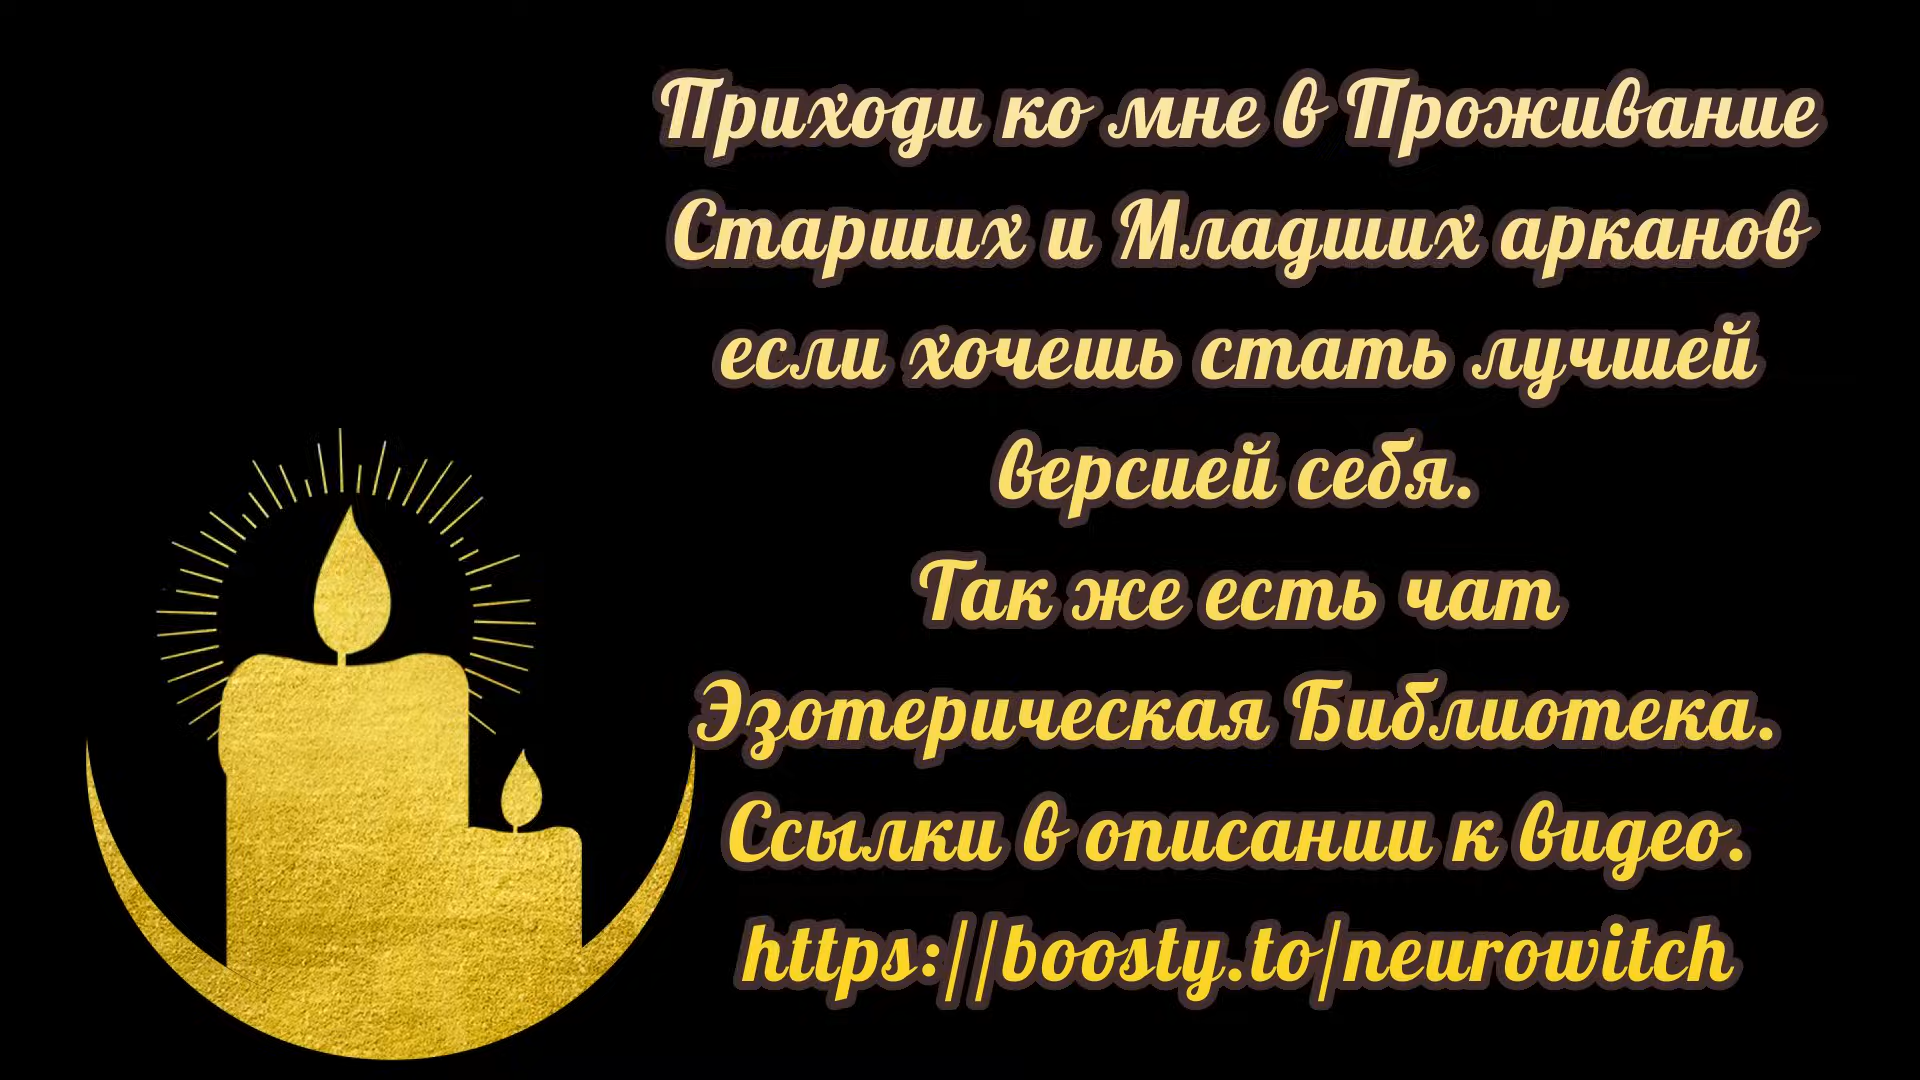 Приходи ко мне в Проживание
Старших и Младших арканов
если хочешь стать лучшей
версией себя.
Так же есть чат
Эзотерическая Библиотека.
Ссылки в описании к видео.
https://boosty.to/neurowitch